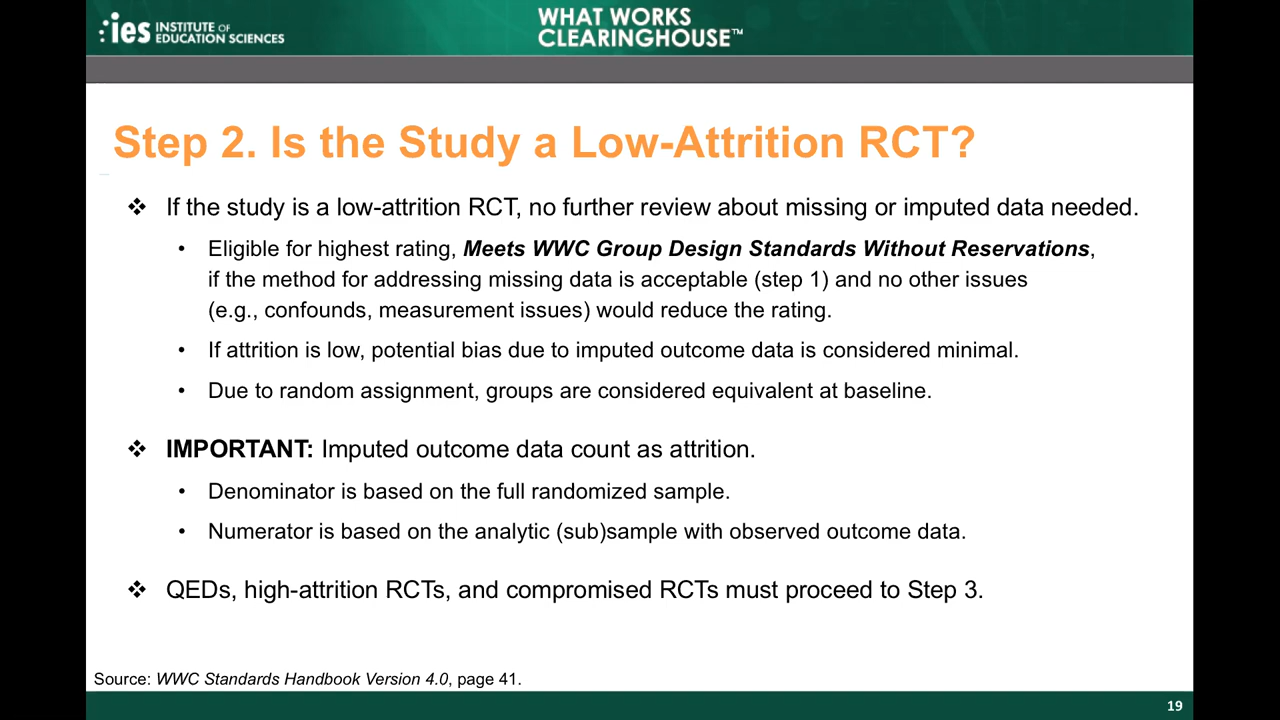 :ies INSTITUTE OF
EDUCATION SCIENCES
WHAT WORKS
CLEARINGHOUSE™
Step 2. Is the Study a Low-Attrition RCT?
❖ If the study is a low-attrition RCT, no further review about missing or imputed data needed.
• Eligible for highest rating, Meets WWC Group Design Standards Without Reservations,
if the method for addressing missing data is acceptable (step 1) and no other issues
(e.g., confounds, measurement issues) would reduce the rating.
• If attrition is low, potential bias due to imputed outcome data is considered minimal.
• Due to random assignment, groups are considered equivalent at baseline.
❖ IMPORTANT: Imputed outcome data count as attrition.
• Denominator is based on the full randomized sample.
• Numerator is based on the analytic (sub)sample with observed outcome data.
❖ QEDs, high-attrition RCTs, and compromised RCTs must proceed to Step 3.
Source: WWC Standards Handbook Version 4.0, page 41.
19